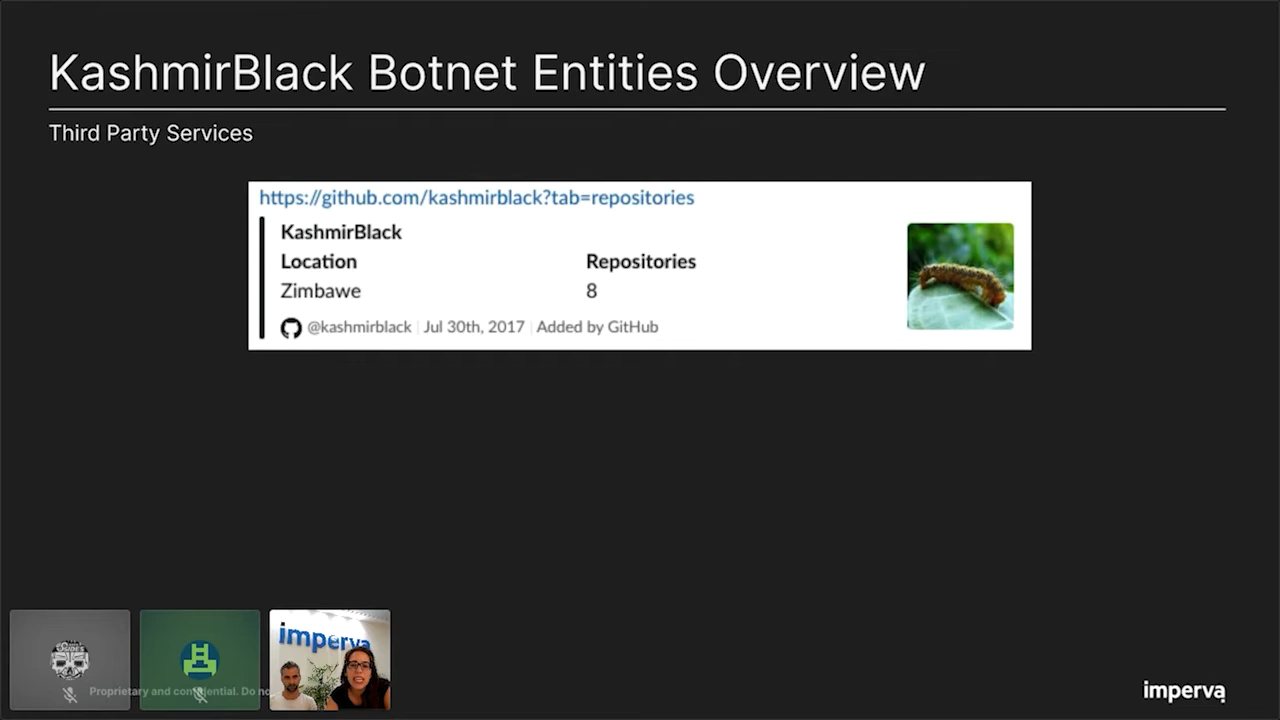 KashmirBlack Botnet Entities Overview
Third Party Services
https://github.com/kashmirblack?tab=repositories
KashmirBlack
Location Repositories
Zimbawe 8
@kashmirblack Jul 30th, 2017 Added by GitHub
imperva
Proprietary and confidential. Do
imperva